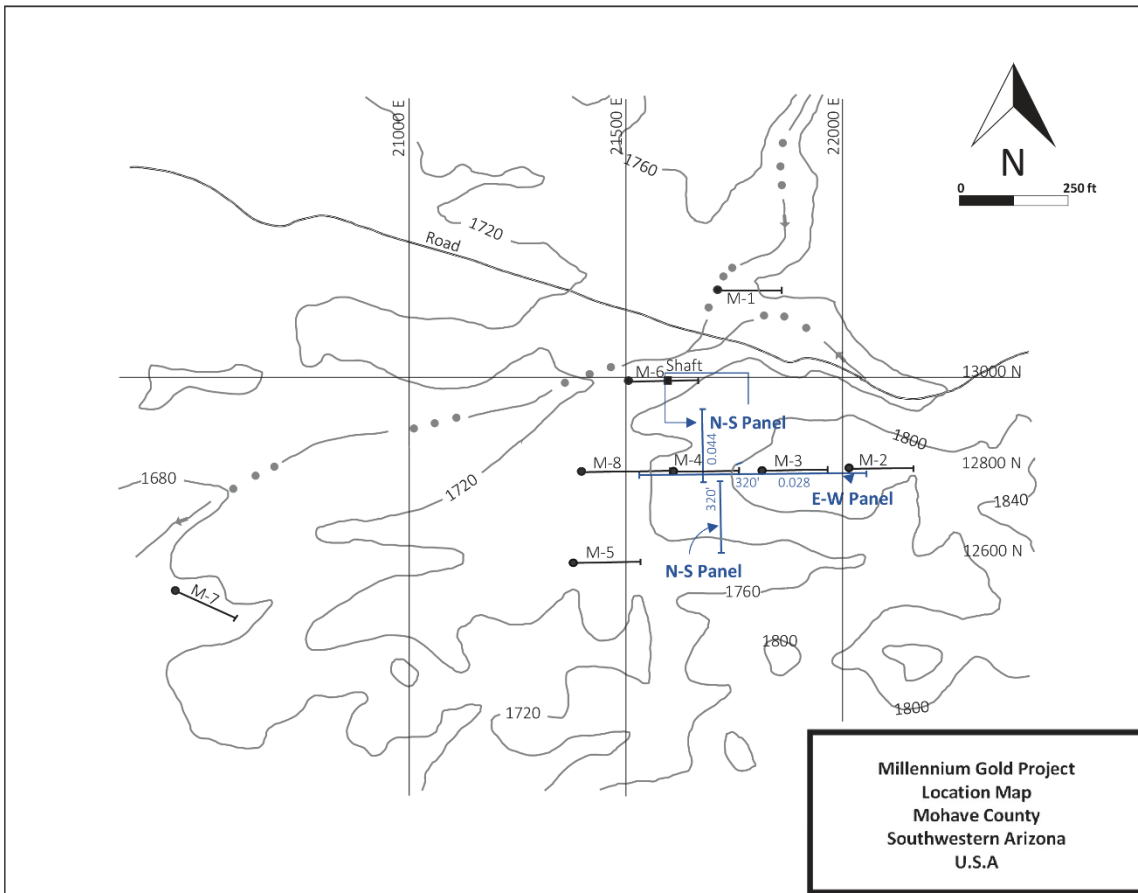 21000 E
21500 E
22000 E
1760
N
0
250 ft
1720
Road
M-1
M-6
Shaft
13000 N
N-S Panel
0.044
1800
M-8
M-4
M-3
M-2
12800 N
1680
1720
320'
320'
0.028
E-W Panel
1840
12600 N
M-5
N-S Panel
1760
M-7
1800
1720
1800
Millennium Gold Project
Location Map
Mohave County
Southwestern Arizona
U.S.A